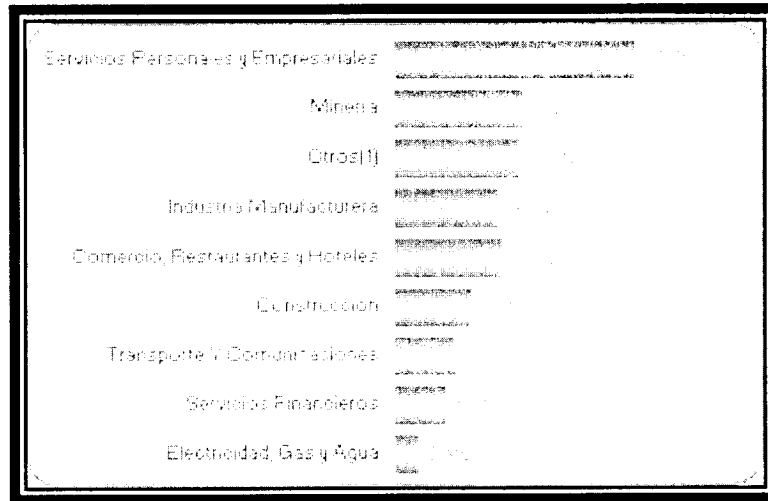 Servicios Personales y Empresariales
Minería
Otros(1)
Industria Manufacturera
Comercio, Restaurantes y Hoteles
Construcción
Transporte Y Comunicaciones
Servicios Financieros
Electricidad, Gas y Agua